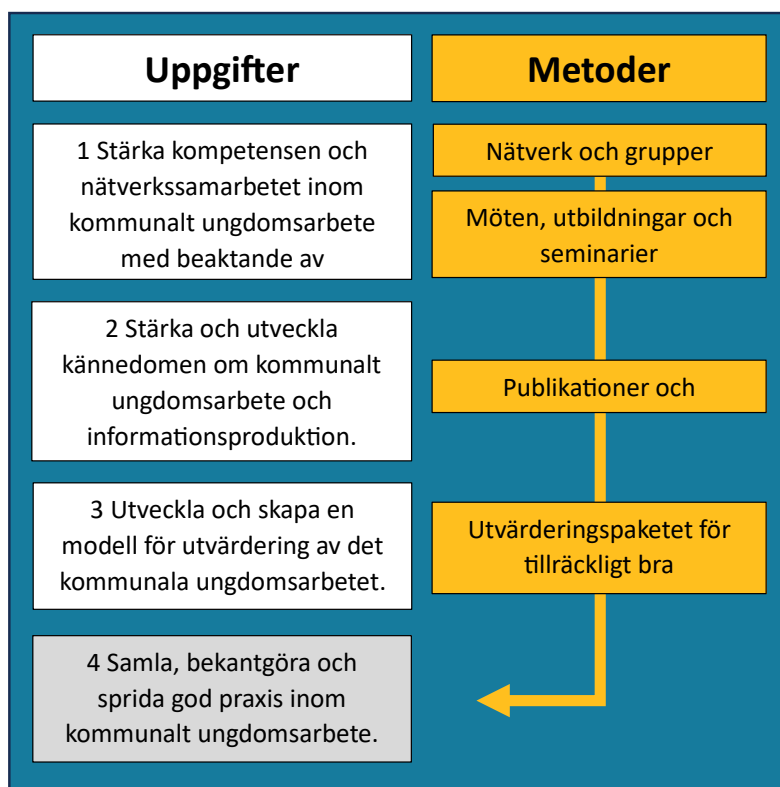 Uppgifter
1 Stärka kompetensen och
nätverkssamarbetet inom
kommunalt ungdomsarbete
med beaktande av
2 Stärka och utveckla
kännedomen om kommunalt
ungdomsarbete och
informationsproduktion.
3 Utveckla och skapa en
modell för utvärdering av det
kommunala ungdomsarbetet.
4 Samla, bekantgöra och
sprida god praxis inom
kommunalt ungdomsarbete.
Metoder
Nätverk och grupper
Möten, utbildningar och
seminarier
Publikationer och
Utvärderingspaketet för
tillräckligt bra